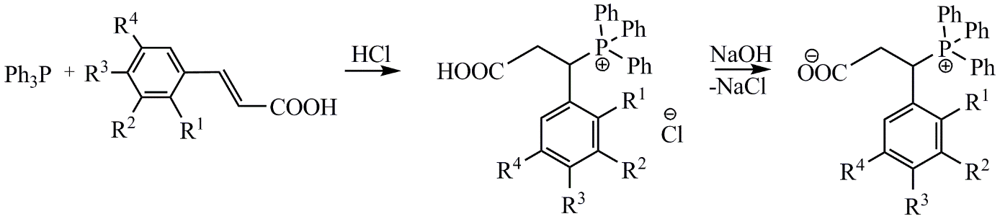 Ph₃P + R³ R⁴ R² R¹ COOH
HCl
HOOC P⊕ Ph Ph Ph
R¹ R² R³ R⁴
⊖
Cl
NaOH
-NaCl
⊖
OOC P⊕ Ph Ph Ph
R¹ R² R³ R⁴